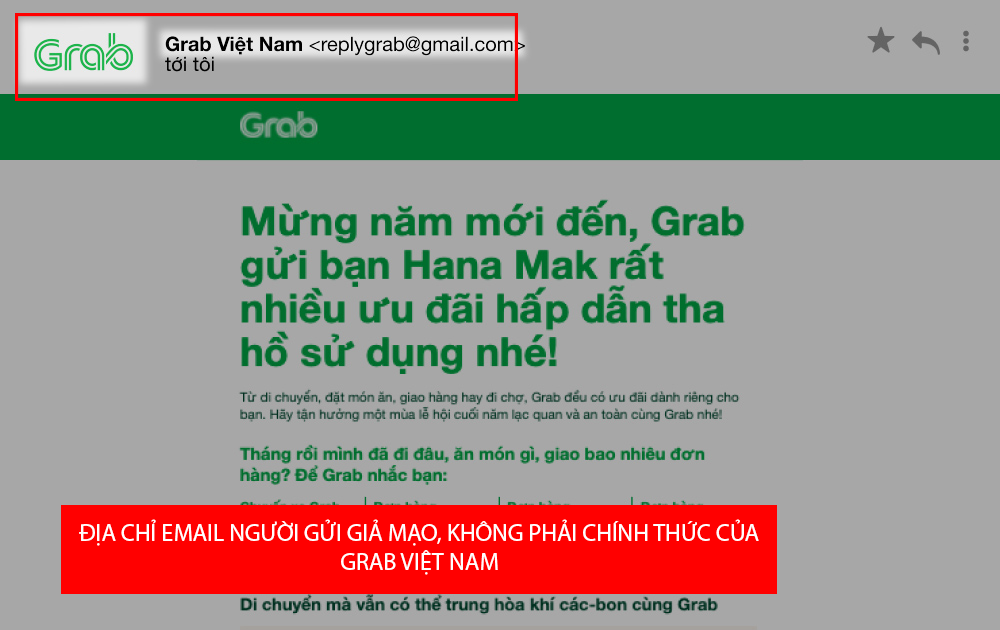 Grab
Grab Việt Nam <replygrab@gmail.com>
tới tôi
Grab
Mừng năm mới đến, Grab
gửi bạn Hana Mak rất
nhiều ưu đãi hấp dẫn tha
hồ sử dụng nhé!
Từ di chuyển, đặt món ăn, giao hàng hay đi chợ, Grab đều có ưu đãi dành riêng cho
bạn. Hãy tận hưởng một mùa lễ hội cuối năm lạc quan và an toàn cùng Grab nhé!
Tháng rồi mình đã đi đâu, ăn món gì, giao bao nhiêu đơn
hàng? Để Grab nhắc bạn:
ĐỊA CHỈ EMAIL NGƯỜI GỬI GIẢ MẠO, KHÔNG PHẢI CHÍNH THỨC CỦA
GRAB VIỆT NAM
Di chuyển mà vẫn có thể trung hòa khí các-bon cùng Grab